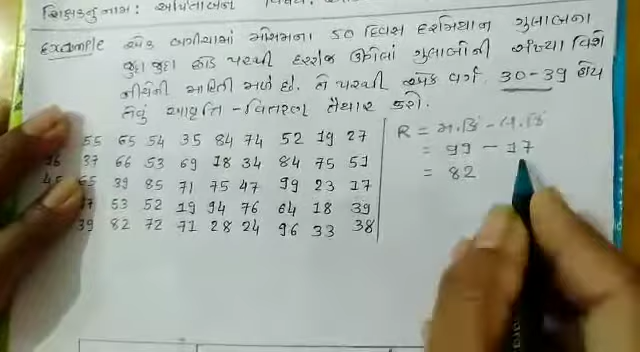 શિક્ષકનું નામ:
Example એક બગીચામાં મોસમના 50 દિવસ દરમિયાન ગુલાબના
જુદા જુદા છોડ પરથી દરરોજ ઊગેલાં ગુલાબોની સંખ્યા વિશે
નીચેની માહિતી મળે છે. તે પરથી એક વર્ગ 30-39 હોય
તેવું આવૃત્તિ-વિતરણ તૈયાર કરો.
55 65 54 35 84 74 52 19 27
37 66 53 69 18 34 84 75 51
65 39 85 71 75 47 99 23 17
53 52 19 94 76 64 18 39
39 82 72 71 28 24 96 33 38
R = મ.કિં - લ.કિં
= 99 - 17
= 82